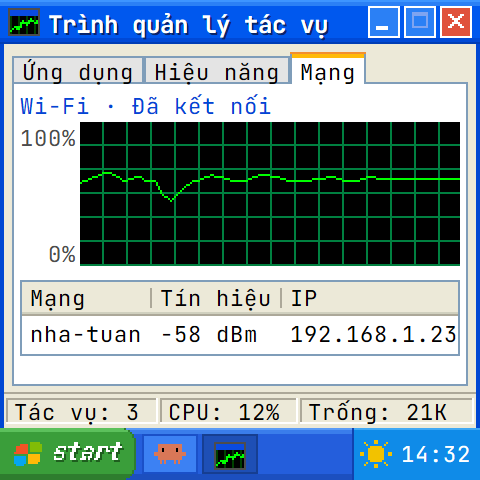 Trình quản lý tác vụ
Ứng dụng Hiệu năng Mạng
Wi-Fi · Đã kết nối
100%
0%
Mạng Tín hiệu IP
nha-tuan -58 dBm 192.168.1.23
Tác vụ: 3 CPU: 12% Trống: 21K
start 14:32